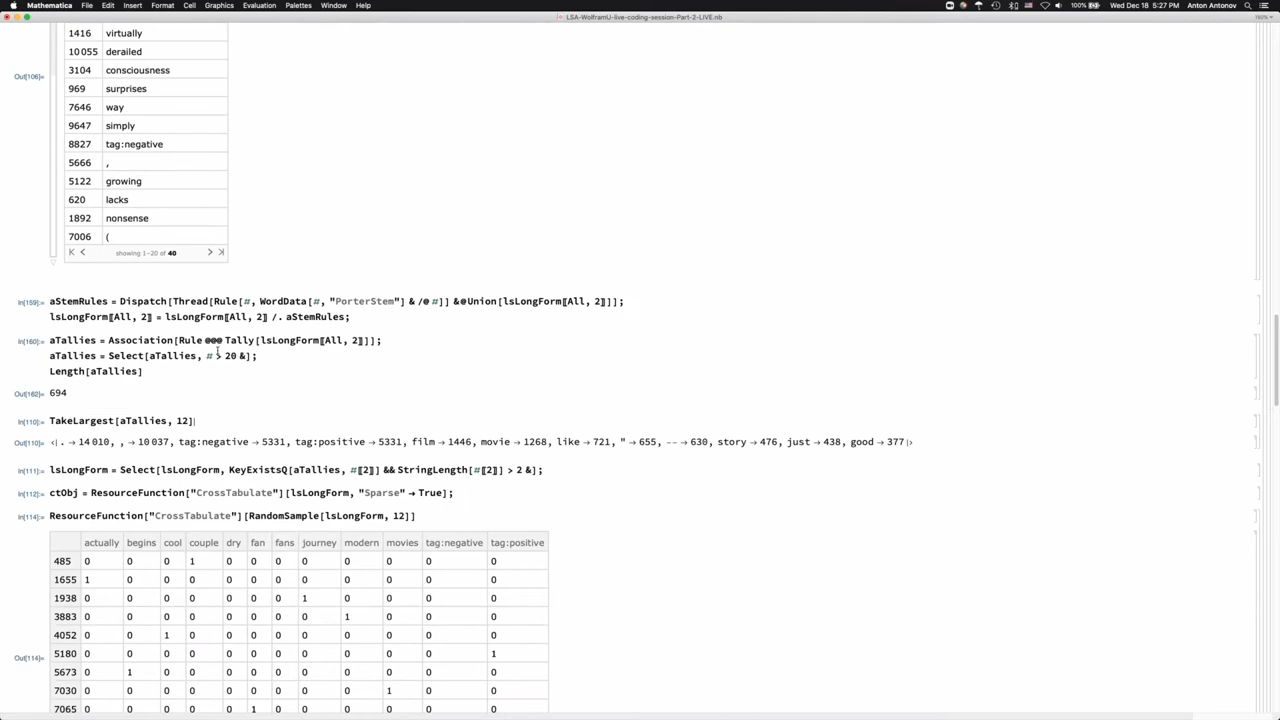 Mathematica File Edit Insert Format Cell Graphics Evaluation Palettes Window Help 100% Wed Dec 18 5:27 PM Anton Antonov
LSA-WolframU-live-coding-session-Part-2-LIVE.nb
1416 virtually
10 055 derailed
3104 consciousness
Out[106]=
969 surprises
7646 way
9647 simply
8827 tag:negative
5666 ,
5122 growing
620 lacks
1892 nonsense
7006 (
showing 1–20 of 40
In[159]:= aStemRules = Dispatch[Thread[Rule[#, WordData[#, "PorterStem"] & /@ #]] &@Union[lsLongForm〚All, 2〛]];
lsLongForm〚All, 2〛 = lsLongForm〚All, 2〛 /. aStemRules;
In[160]:= aTallies = Association[Rule @@@ Tally[lsLongForm〚All, 2〛]];
aTallies = Select[aTallies, # > 20 &];
Length[aTallies]
Out[162]= 694
In[110]:= TakeLargest[aTallies, 12]
Out[110]= <|. → 14 010, , → 10 037, tag:negative → 5331, tag:positive → 5331, film → 1446, movie → 1268, like → 721, " → 655, -- → 630, story → 476, just → 438, good → 377|>
In[111]:= lsLongForm = Select[lsLongForm, KeyExistsQ[aTallies, #〚2〛] && StringLength[#〚2〛] > 2 &];
In[112]:= ctObj = ResourceFunction["CrossTabulate"][lsLongForm, "Sparse" → True];
In[114]:= ResourceFunction["CrossTabulate"][RandomSample[lsLongForm, 12]]
actually begins cool couple dry fan fans journey modern movies tag:negative tag:positive
485 0 0 0 1 0 0 0 0 0 0 0 0
1655 1 0 0 0 0 0 0 0 0 0 0 0
1938 0 0 0 0 0 0 0 1 0 0 0 0
3883 0 0 0 0 0 0 0 0 1 0 0 0
4052 0 0 1 0 0 0 0 0 0 0 0 0
Out[114]=
5180 0 0 0 0 0 0 0 0 0 0 0 1
5673 0 1 0 0 0 0 0 0 0 0 0 0
7030 0 0 0 0 0 0 0 0 0 1 0 0
7065 0 0 0 0 0 1 0 0 0 0 0 0